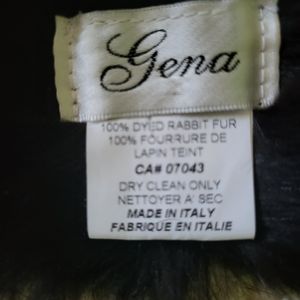 Gena
100% DYED RABBIT FUR
100% FOURRURE DE
LAPIN TEINT
CA# 07043
DRY CLEAN ONLY
NETTOYER A' SEC
MADE IN ITALY
FABRIQUE EN ITALIE